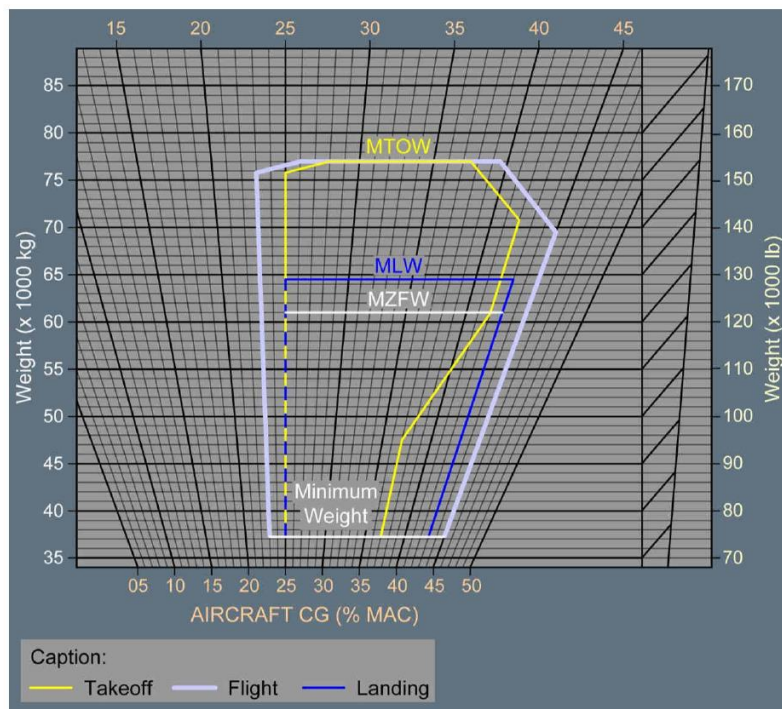 15 20 25 30 35 40 45
85 170
80 160
MTOW
75 150
70 140
65 130
MLW
MZFW
60 120
55 110
50 100
45 90
Minimum
Weight
40 80
35 70
Weight (x 1000 kg)
Weight (x 1000 lb)
05 10 15 20 25 30 35 40 45 50
AIRCRAFT CG (% MAC)
Caption:
Takeoff Flight Landing